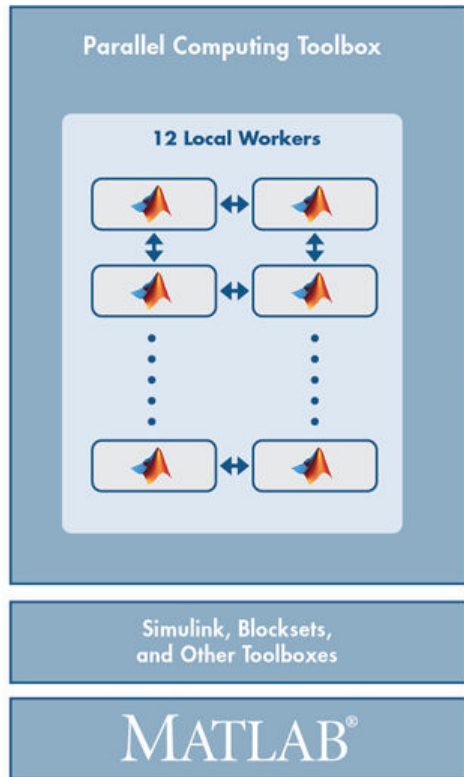 Parallel Computing Toolbox
12 Local Workers
Simulink, Blocksets,
and Other Toolboxes
MATLAB®